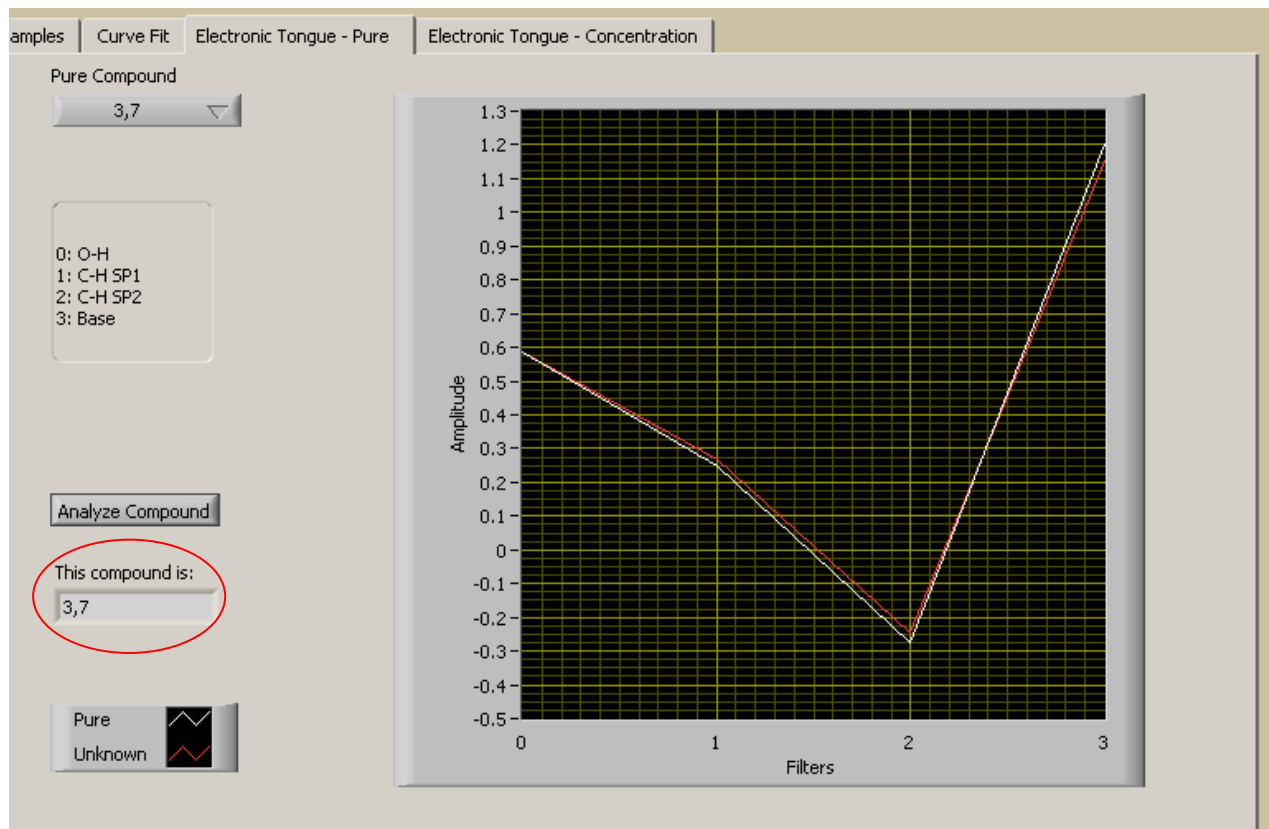 amples
Curve Fit
Electronic Tongue - Pure
Electronic Tongue - Concentration
Pure Compound
3,7
0: O-H
1: C-H SP1
2: C-H SP2
3: Base
Analyze Compound
This compound is:
3,7
Pure
Unknown
Amplitude
1.3
1.2
1.1
1
0.9
0.8
0.7
0.6
0.5
0.4
0.3
0.2
0.1
0
-0.1
-0.2
-0.3
-0.4
-0.5
0
1
2
3
Filters